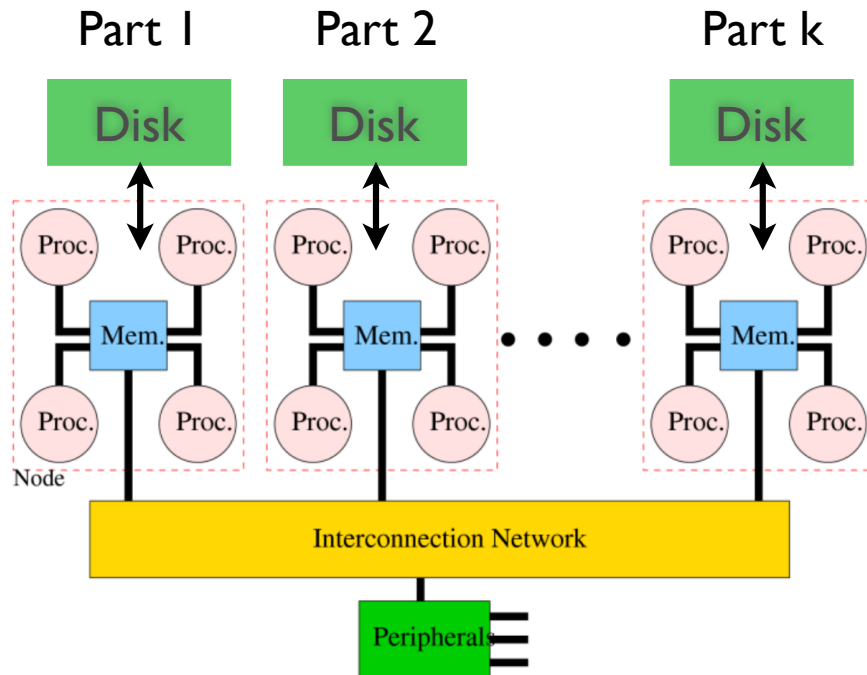 Part 1
Part 2
Part k
Disk
Disk
Disk
Proc.
Proc.
Proc.
Proc.
Proc.
Proc.
Mem.
Mem.
Mem.
Proc.
Proc.
Proc.
Proc.
Proc.
Proc.
Node
Interconnection Network
Peripherals